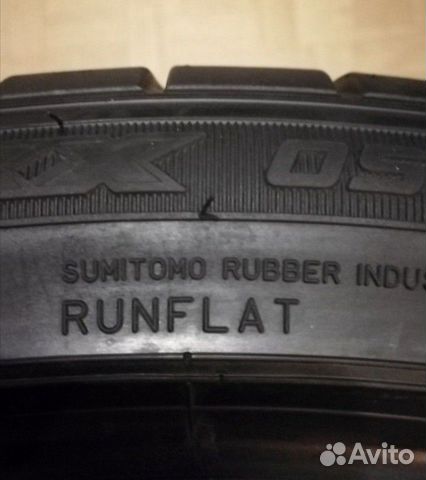 SUMITOMO RUBBER INDUS
RUNFLAT
Avito